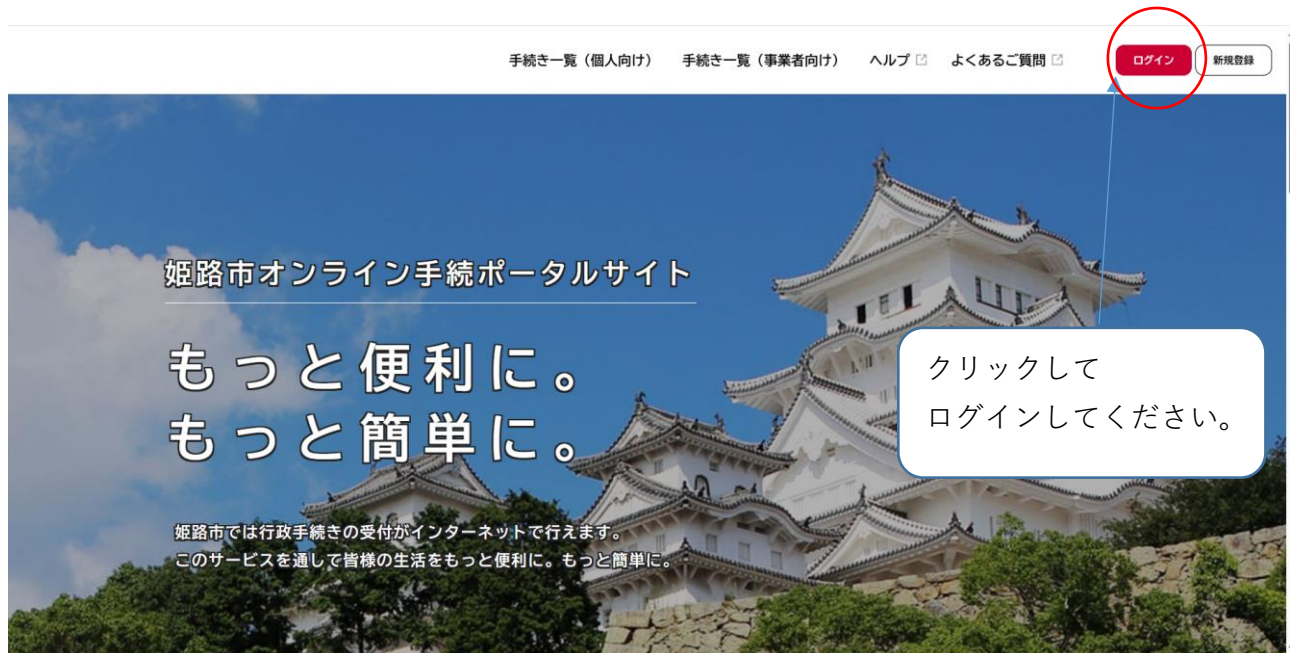 手続き一覧（個人向け） 手続き一覧（事業者向け） ヘルプ よくあるご質問 ログイン 新規登録
姫路市オンライン手続ポータルサイト
もっと便利に。
もっと簡単に。
クリックして
ログインしてください。
姫路市では行政手続きの受付がインターネットで行えます。
このサービスを通して皆様の生活をもっと便利に。もっと簡単に。